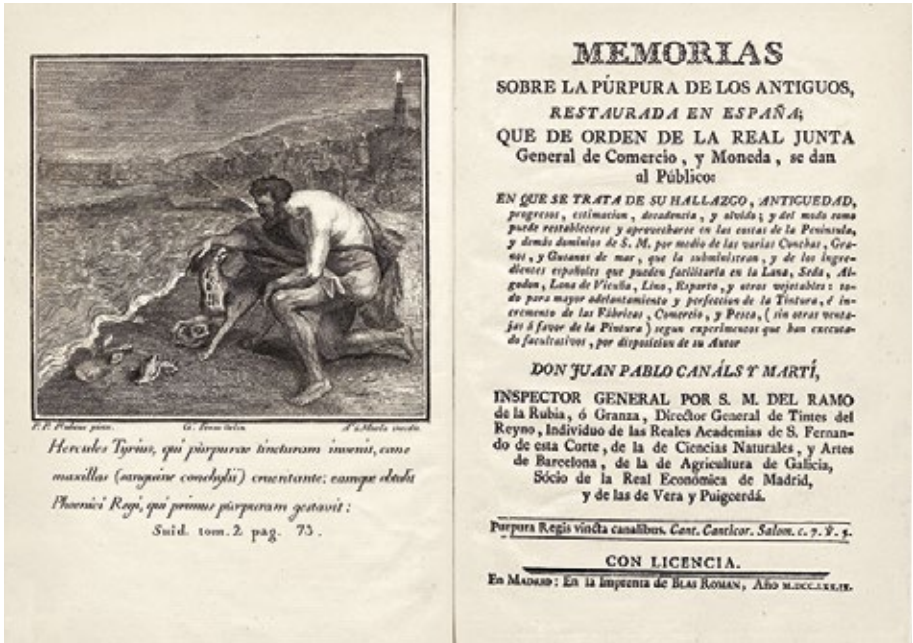 P. P. Rubens pinx.
G. Ferro delin.
A.º Marti incidit.
Hercules Tyrius, qui pùrpurae tincturam invenit, cane
maxillas (sanguine conchylii) cruentante; eamque obtulit
Phoenici Regi, qui primus pùrpuram gestavit:
Suid. tom. 2 pag. 73.
MEMORIAS
SOBRE LA PÚRPURA DE LOS ANTIGUOS,
RESTAURADA EN ESPAÑA;
QUE DE ORDEN DE LA REAL JUNTA
General de Comercio, y Moneda, se dan
al Público:
EN QUE SE TRATA DE SU HALLAZGO, ANTIGUEDAD,
progresos, estimacion, decadencia, y olvido; y del modo como
puede restablecerse y aprovecharse en las costas de la Península,
y demás dominios de S. M. por medio de las varias Conchas, Gra-
nos, y Gusanos de mar, que la subministran, y de los ingre-
dientes españoles que pueden facilitarla en la Lana, Seda, Al-
godon, Lana de Vicuña, Lino, Esparto, y otros vejetables: to-
do para mayor adelantamiento y perfeccion de la Tintura, é in-
cremento de las Fábricas, Comercio, y Pesca, (sin otras venta-
jas á favor de la Pintura) segun experimentos que han executa-
do facultativos, por disposicion de su Autor
DON JUAN PABLO CANÁLS Y MARTÍ,
INSPECTOR GENERAL POR S. M. DEL RAMO
de la Rubia, ó Granza, Director General de Tintes del
Reyno, Individuo de las Reales Academias de S. Fernan-
do de esta Corte, de la de Ciencias Naturales, y Artes
de Barcelona, de la de Agricultura de Galicia,
Sócio de la Real Económica de Madrid,
y de las de Vera y Puigcerdá.
Purpura Regis vincta canalibus. Cant. Canticor. Salom. c. 7. ℣. 5.
CON LICENCIA.
En MADRID: En la Imprenta de BLAS ROMAN, Año M.DCC.LXX.IX.